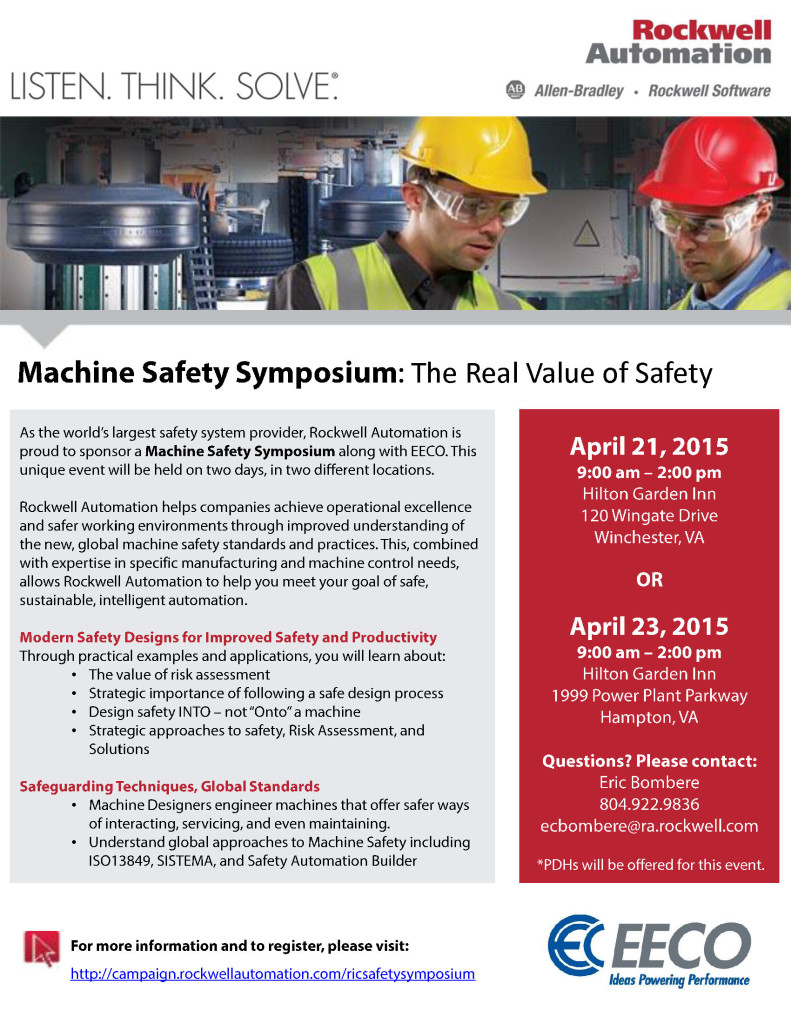 Rockwell
Automation
LISTEN. THINK. SOLVE.®
AB Allen-Bradley • Rockwell Software
Machine Safety Symposium: The Real Value of Safety
As the world's largest safety system provider, Rockwell Automation is
proud to sponsor a Machine Safety Symposium along with EECO. This
unique event will be held on two days, in two different locations.
Rockwell Automation helps companies achieve operational excellence
and safer working environments through improved understanding of
the new, global machine safety standards and practices. This, combined
with expertise in specific manufacturing and machine control needs,
allows Rockwell Automation to help you meet your goal of safe,
sustainable, intelligent automation.
Modern Safety Designs for Improved Safety and Productivity
Through practical examples and applications, you will learn about:
• The value of risk assessment
• Strategic importance of following a safe design process
• Design safety INTO – not "Onto" a machine
• Strategic approaches to safety, Risk Assessment, and
Solutions
Safeguarding Techniques, Global Standards
• Machine Designers engineer machines that offer safer ways
of interacting, servicing, and even maintaining.
• Understand global approaches to Machine Safety including
ISO13849, SISTEMA, and Safety Automation Builder
April 21, 2015
9:00 am – 2:00 pm
Hilton Garden Inn
120 Wingate Drive
Winchester, VA
OR
April 23, 2015
9:00 am – 2:00 pm
Hilton Garden Inn
1999 Power Plant Parkway
Hampton, VA
Questions? Please contact:
Eric Bombere
804.922.9836
ecbombere@ra.rockwell.com
*PDHs will be offered for this event.
For more information and to register, please visit:
http://campaign.rockwellautomation.com/ricsafetysymposium
EECO
Ideas Powering Performance